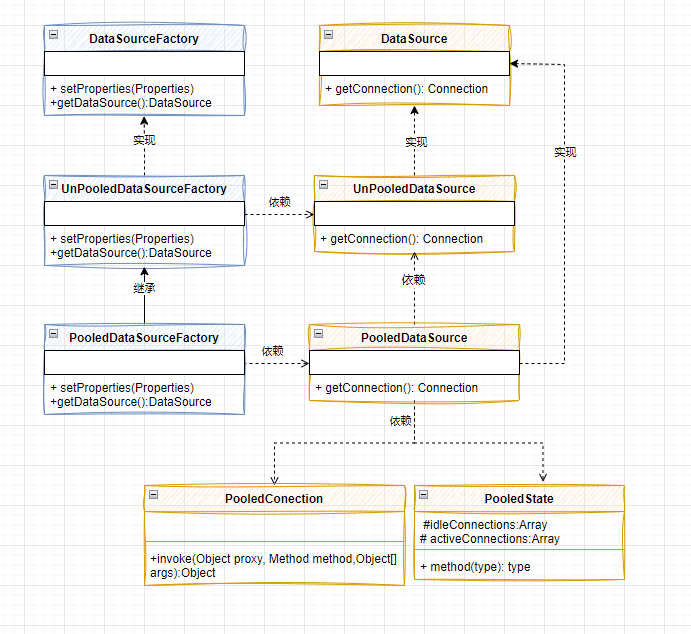 DataSourceFactory
+ setProperties(Properties)
+getDataSource():DataSource
DataSource
+ getConnection(): Connection
实现
实现
实现
UnPooledDataSourceFactory
+ setProperties(Properties)
+getDataSource():DataSource
依赖
UnPooledDataSource
+ getConnection(): Connection
继承
依赖
PooledDataSourceFactory
+ setProperties(Properties)
+getDataSource():DataSource
依赖
PooledDataSource
+ getConnection(): Connection
依赖
PooledConection
+invoke(Object proxy, Method method,Object[]
args):Object
PooledState
#idleConnections:Array
# activeConnections:Array
+ method(type): type